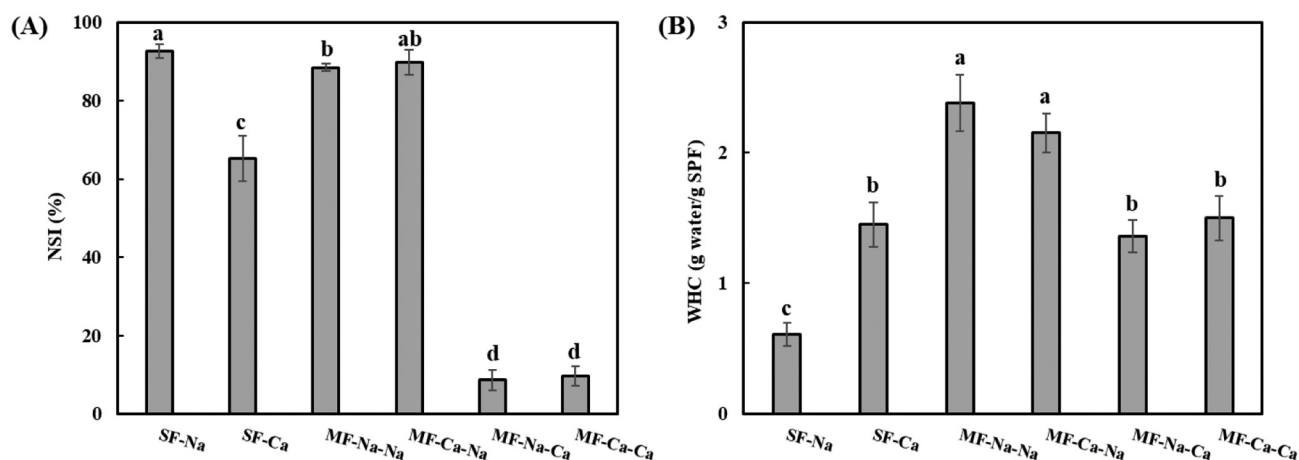 (A)
NSI (%)
100
80
60
40
20
0
a
c
b
ab
d
d
SF-Na
SF-Ca
MF-Na-Na
MF-Ca-Na
MF-Na-Ca
MF-Ca-Ca
(B)
WHC (g water/g SPF)
3
2
1
0
c
b
a
a
b
b
SF-Na
SF-Ca
MF-Na-Na
MF-Ca-Na
MF-Na-Ca
MF-Ca-Ca